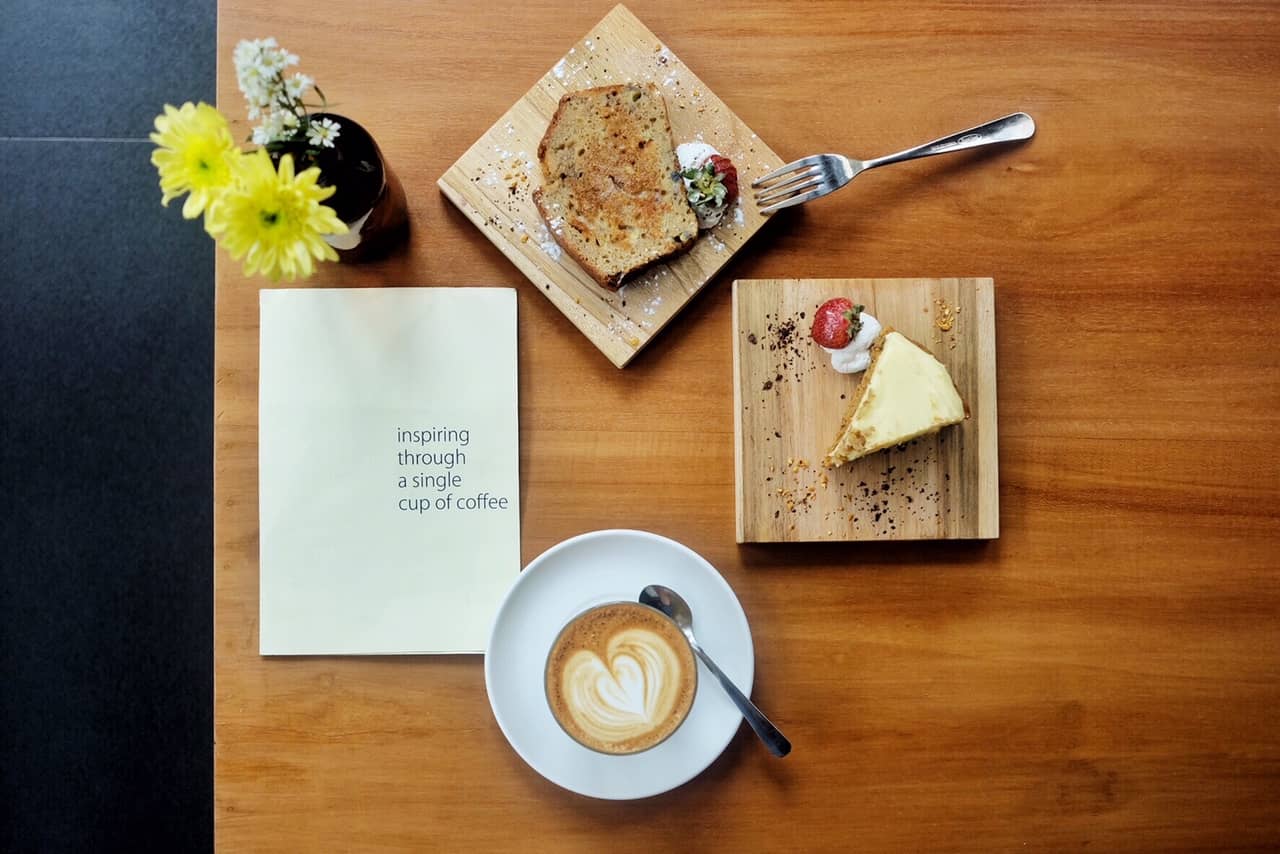 inspiring
through
a single
cup of coffee